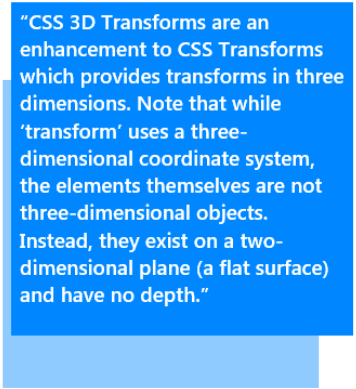 “CSS 3D Transforms are an
enhancement to CSS Transforms
which provides transforms in three
dimensions. Note that while
‘transform’ uses a three-
dimensional coordinate system,
the elements themselves are not
three-dimensional objects.
Instead, they exist on a two-
dimensional plane (a flat surface)
and have no depth.”